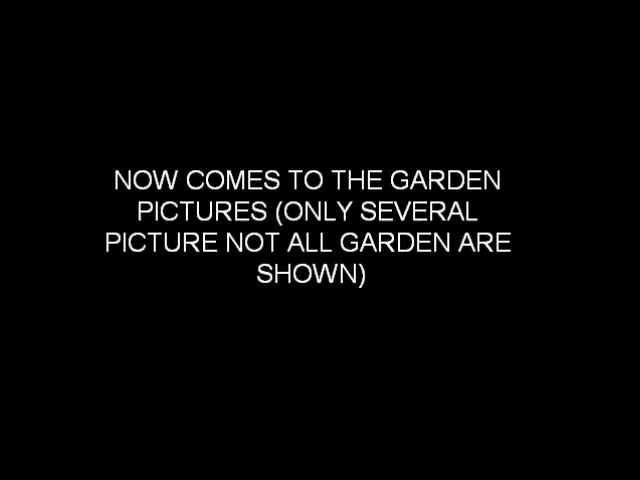 NOW COMES TO THE GARDEN
PICTURES (ONLY SEVERAL
PICTURE NOT ALL GARDEN ARE
SHOWN)